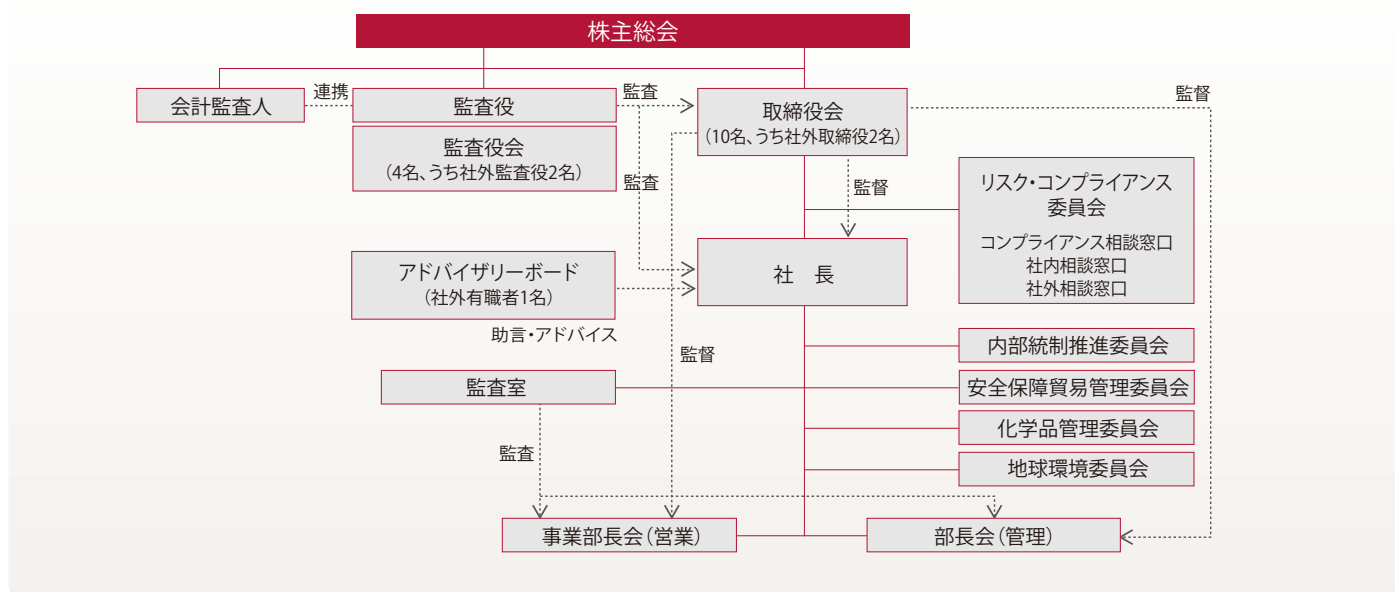 株主総会
会計監査人
連携
監査役
監査
取締役会
(10名、うち社外取締役2名)
監督
監査役会
(4名、うち社外監査役2名)
監査
監督
リスク・コンプライアンス
委員会
コンプライアンス相談窓口
社内相談窓口
社外相談窓口
アドバイザリーボード
(社外有職者1名)
助言・アドバイス
社 長
監督
内部統制推進委員会
監査室
安全保障貿易管理委員会
化学品管理委員会
監査
地球環境委員会
事業部長会(営業)
部長会(管理)